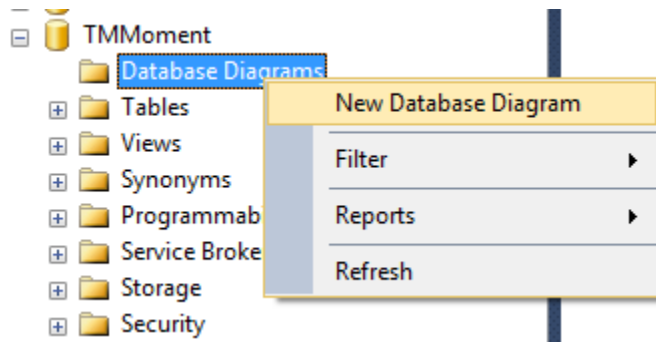 TMMoment
Database Diagrams
Tables
New Database Diagram
Views
Filter
Synonyms
Programmab
Reports
Service Broke
Refresh
Storage
Security